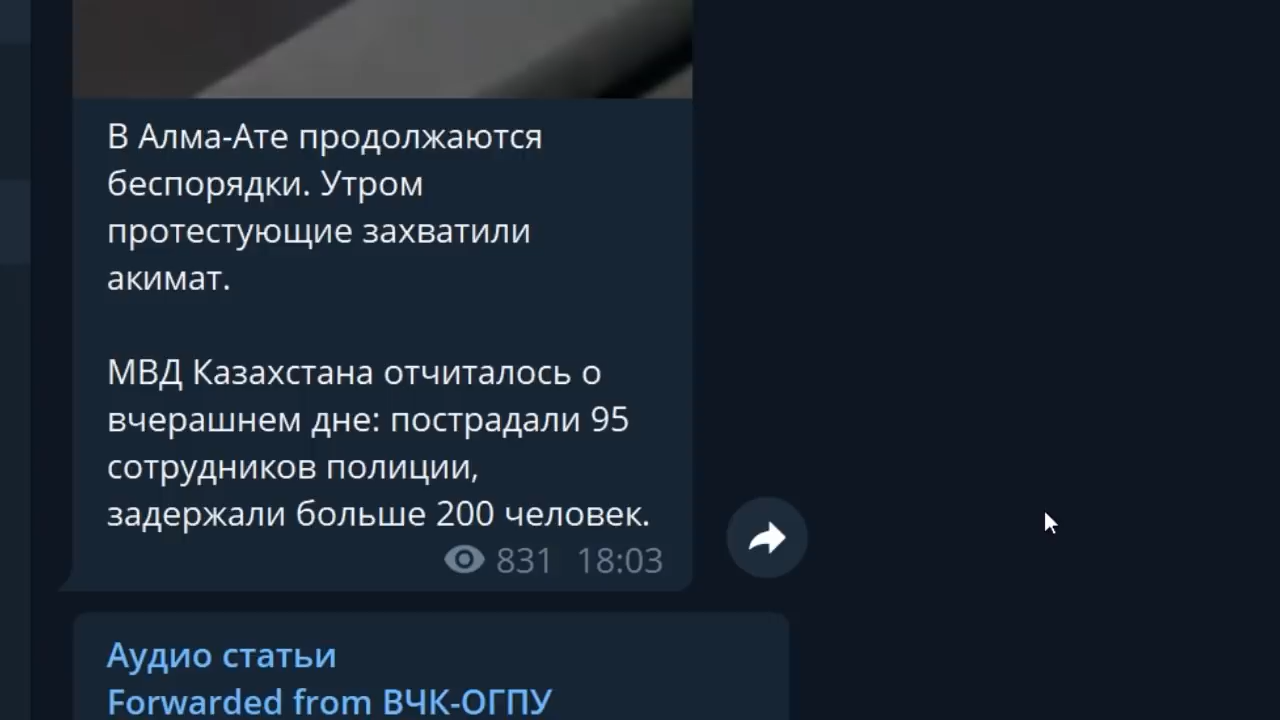 В Алма-Ате продолжаются
беспорядки. Утром
протестующие захватили
акимат.
МВД Казахстана отчиталось о
вчерашнем дне: пострадали 95
сотрудников полиции,
задержали больше 200 человек.
831 18:03
Аудио статьи
Forwarded from ВЧК-ОГПУ